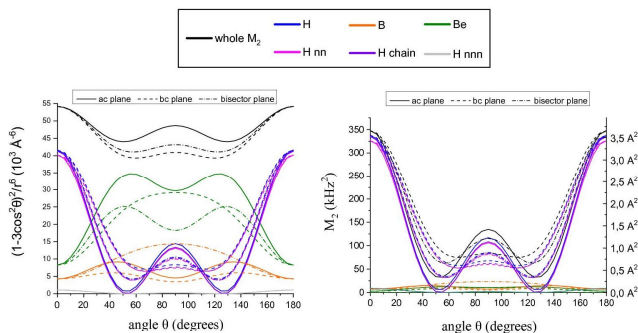 whole M2
H
B
Be
H nn
H chain
H nnn
ac plane
bc plane
bisector plane
(1-3cos²θ)²/r⁶ (10³ Å-6)
55
50
45
40
35
30
25
20
15
10
5
0
0
20
40
60
80
100
120
140
160
180
angle θ (degrees)
ac plane
bc plane
bisector plane
M2 (kHz²)
350
300
250
200
150
100
50
0
3,5 A²
3,0 A²
2,5 A²
2,0 A²
1,5 A²
1,0 A²
0,5 A²
0,0 A²
0
20
40
60
80
100
120
140
160
180
angle θ (degrees)